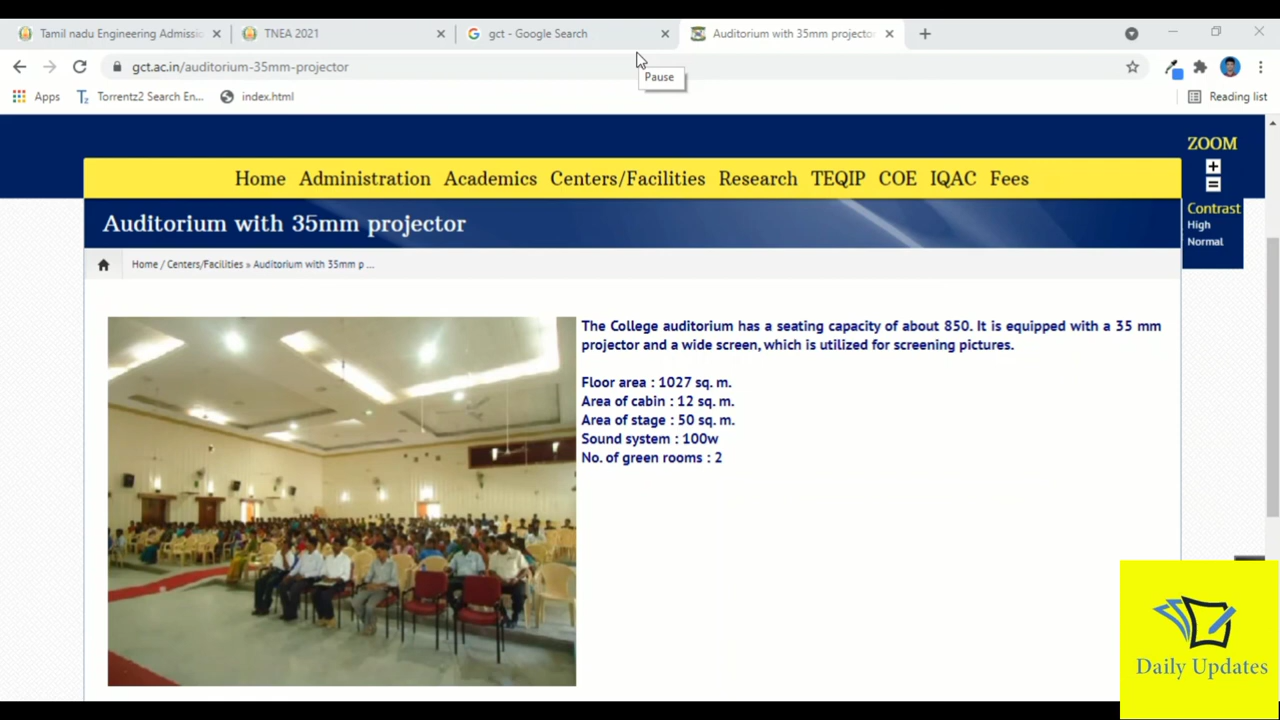 Tamil nadu Engineering Admissic
TNEA 2021
gct - Google Search
Auditorium with 35mm projector
gct.ac.in/auditorium-35mm-projector
Pause
Apps
Torrentz2 Search En...
index.html
Reading list
ZOOM
+
=
Home Administration Academics Centers/Facilities Research TEQIP COE IQAC Fees
Contrast
High
Normal
Auditorium with 35mm projector
Home / Centers/Facilities » Auditorium with 35mm p ...
The College auditorium has a seating capacity of about 850. It is equipped with a 35 mm
projector and a wide screen, which is utilized for screening pictures.
Floor area : 1027 sq. m.
Area of cabin : 12 sq. m.
Area of stage : 50 sq. m.
Sound system : 100w
No. of green rooms : 2
Daily Updates